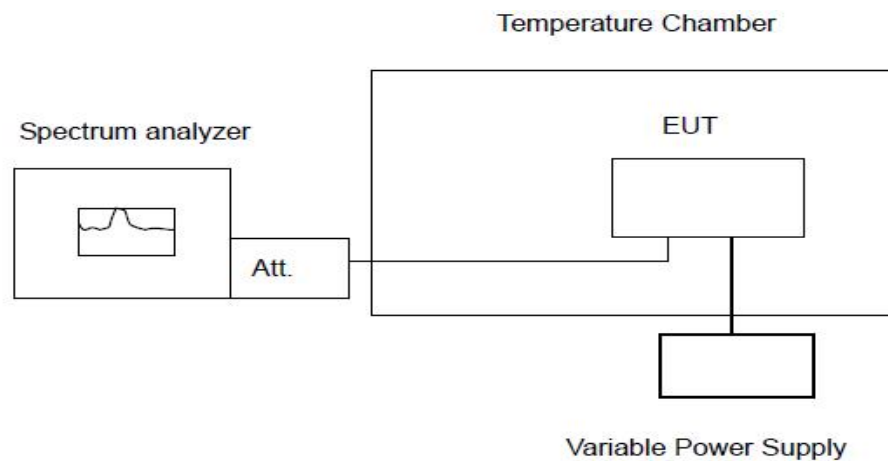 Temperature Chamber
Spectrum analyzer
EUT
Att.
Variable Power Supply